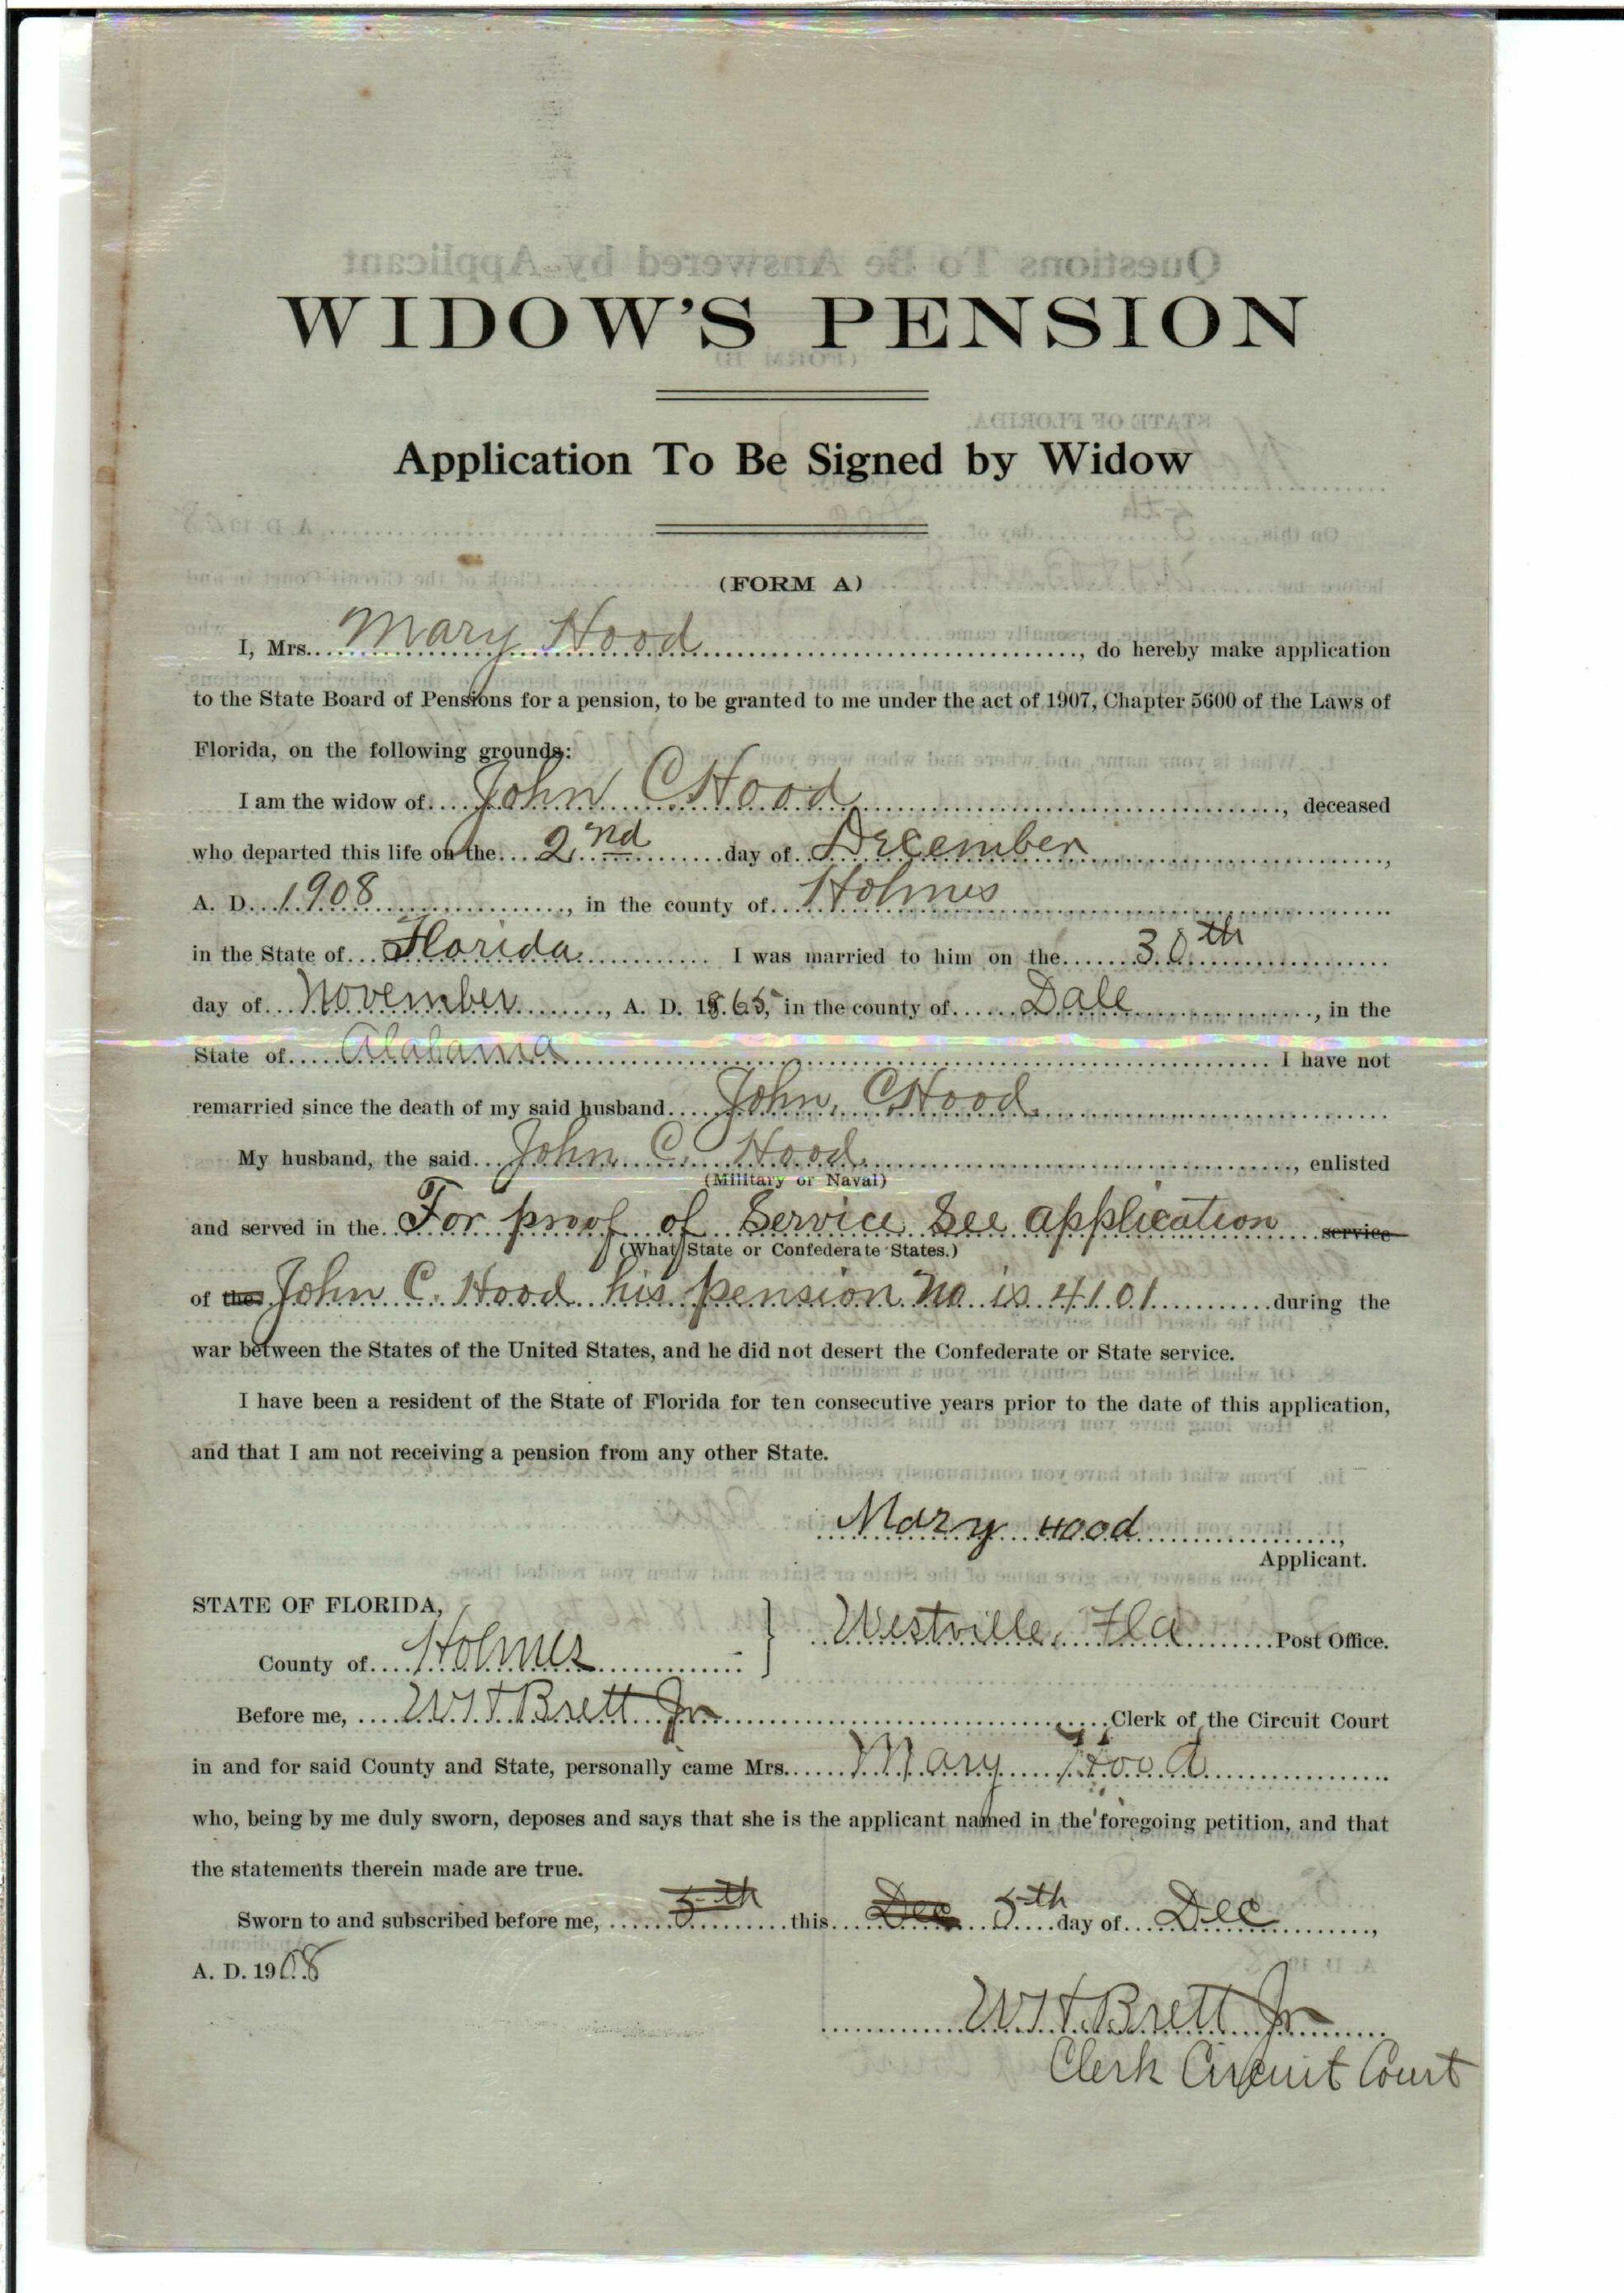 WIDOW'S PENSION
Application To Be Signed by Widow
(FORM A)
I, Mrs. Mary Hood, do hereby make application
to the State Board of Pensions for a pension, to be granted to me under the act of 1907, Chapter 5600 of the Laws of
Florida, on the following grounds:
I am the widow of John C Hood, deceased
who departed this life on the 2nd day of December,
A. D. 1908, in the county of Holmes
in the State of Florida I was married to him on the 30th
day of November, A. D. 1865, in the county of Dale, in the
State of Alabama I have not
remarried since the death of my said husband John C Hood
My husband, the said John C. Hood, enlisted
(Military or Naval)
and served in the For proof of Service See application service
(What State or Confederate States.)
of the John C. Hood his pension No is 4101 during the
war between the States of the United States, and he did not desert the Confederate or State service.
I have been a resident of the State of Florida for ten consecutive years prior to the date of this application,
and that I am not receiving a pension from any other State.
Mary Hood,
Applicant.
STATE OF FLORIDA,
County of Holmes
Westville, Fla Post Office.
Before me, W H Brett Jr Clerk of the Circuit Court
in and for said County and State, personally came Mrs. Mary Hood
who, being by me duly sworn, deposes and says that she is the applicant named in the foregoing petition, and that
the statements therein made are true.
Sworn to and subscribed before me, 5th this Dec 5th day of Dec,
A. D. 1908
W H Brett Jr
Clerk Circuit Court